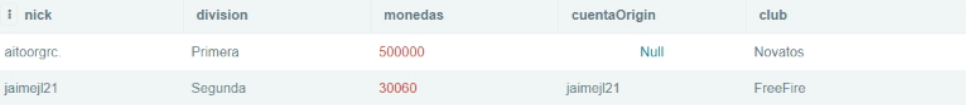 nick division monedas cuentaOrigin club
aitoorgrc. Primera 500000 Null Novatos
jaimejl21 Segunda 30060 jaimejl21 FreeFire